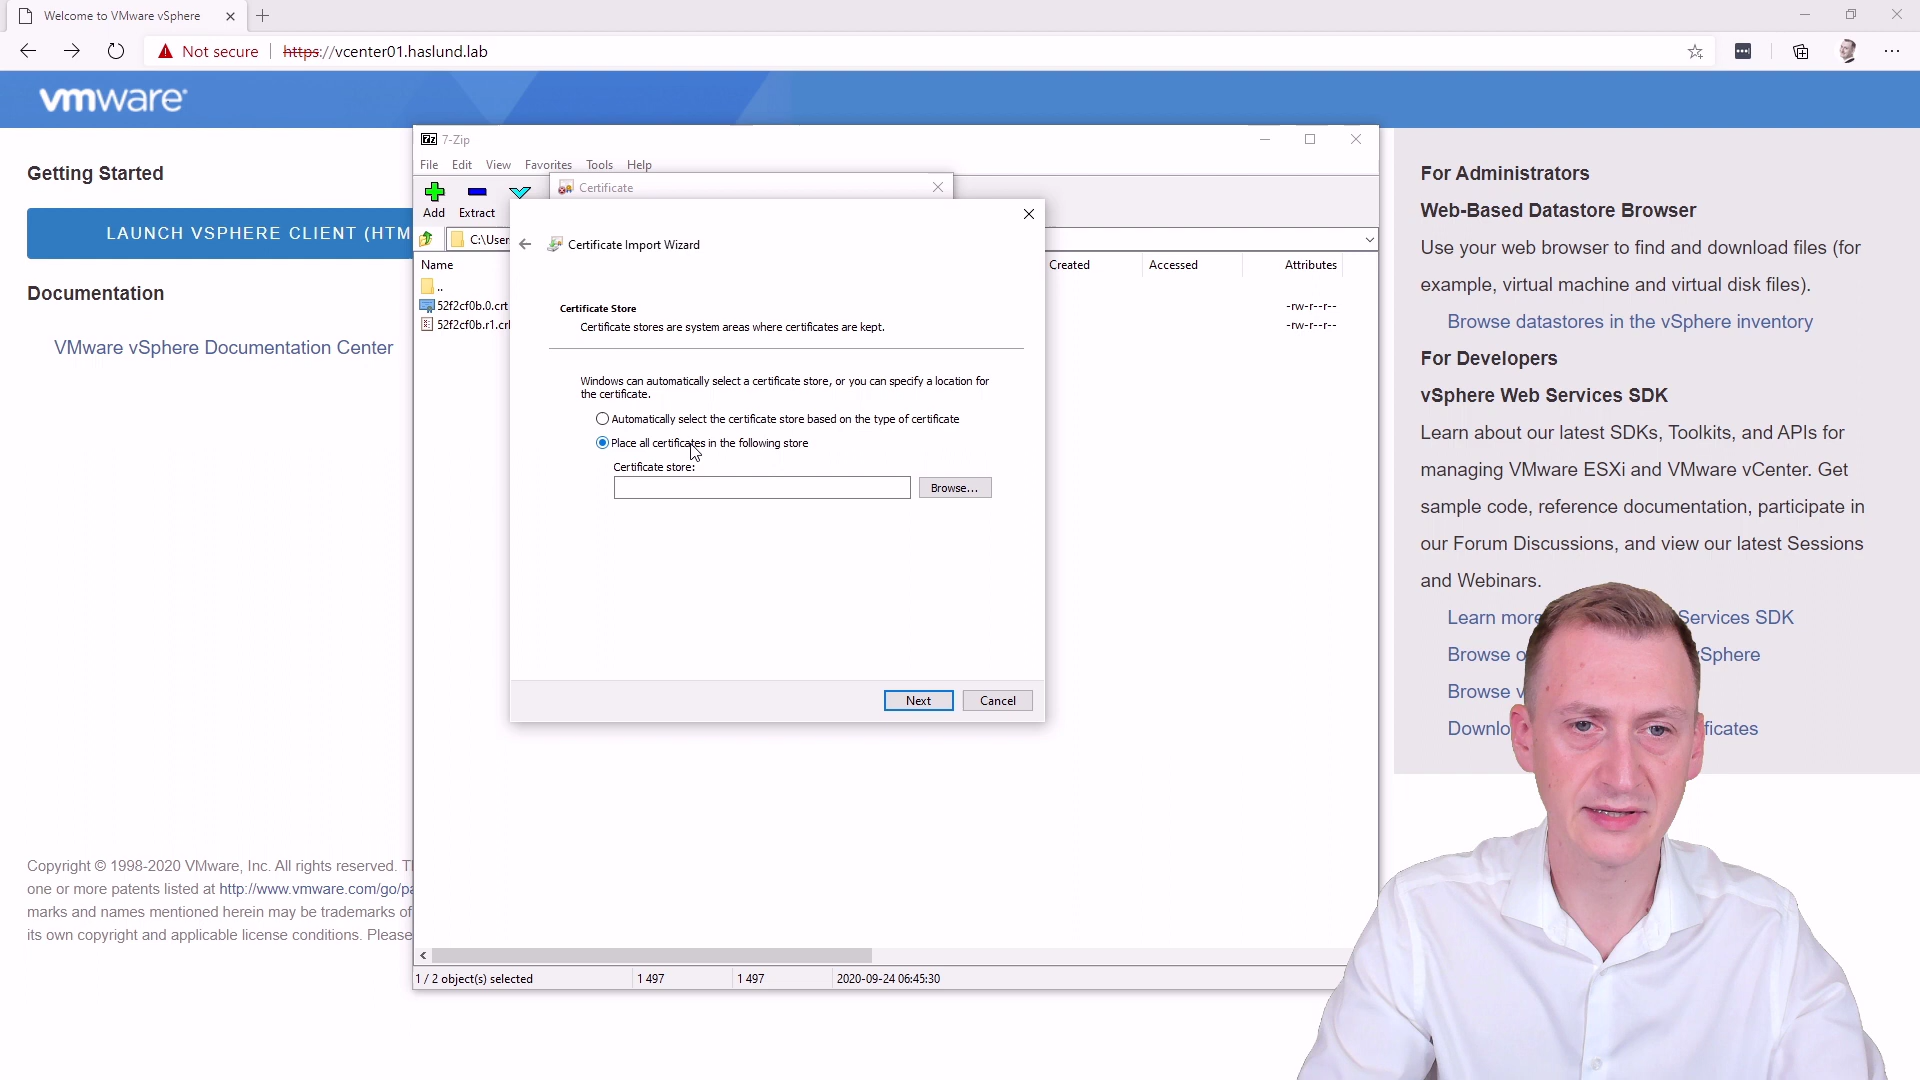 Welcome to VMware vSphere
Not secure
https://vcenter01.haslund.lab
vmware
Getting Started
LAUNCH VSPHERE CLIENT (HTM
Documentation
VMware vSphere Documentation Center
Copyright © 1998-2020 VMware, Inc. All rights reserved. T
one or more patents listed at http://www.vmware.com/go/pa
marks and names mentioned herein may be trademarks of
its own copyright and applicable license conditions. Please
7z 7-Zip
File Edit View Favorites Tools Help
Add Extract
C:\User
Name Created Accessed Attributes
..
52f2cf0b.0.crt -rw-r--r--
52f2cf0b.r1.crl -rw-r--r--
1 / 2 object(s) selected 1 497 1 497 2020-09-24 06:45:30
Certificate
Certificate Import Wizard
Certificate Store
Certificate stores are system areas where certificates are kept.
Windows can automatically select a certificate store, or you can specify a location for
the certificate.
Automatically select the certificate store based on the type of certificate
Place all certificates in the following store
Certificate store:
Browse...
Next Cancel
For Administrators
Web-Based Datastore Browser
Use your web browser to find and download files (for
example, virtual machine and virtual disk files).
Browse datastores in the vSphere inventory
For Developers
vSphere Web Services SDK
Learn about our latest SDKs, Toolkits, and APIs for
managing VMware ESXi and VMware vCenter. Get
sample code, reference documentation, participate in
our Forum Discussions, and view our latest Sessions
and Webinars.
Learn more Services SDK
Browse o vSphere
Browse v
Downlo ficates